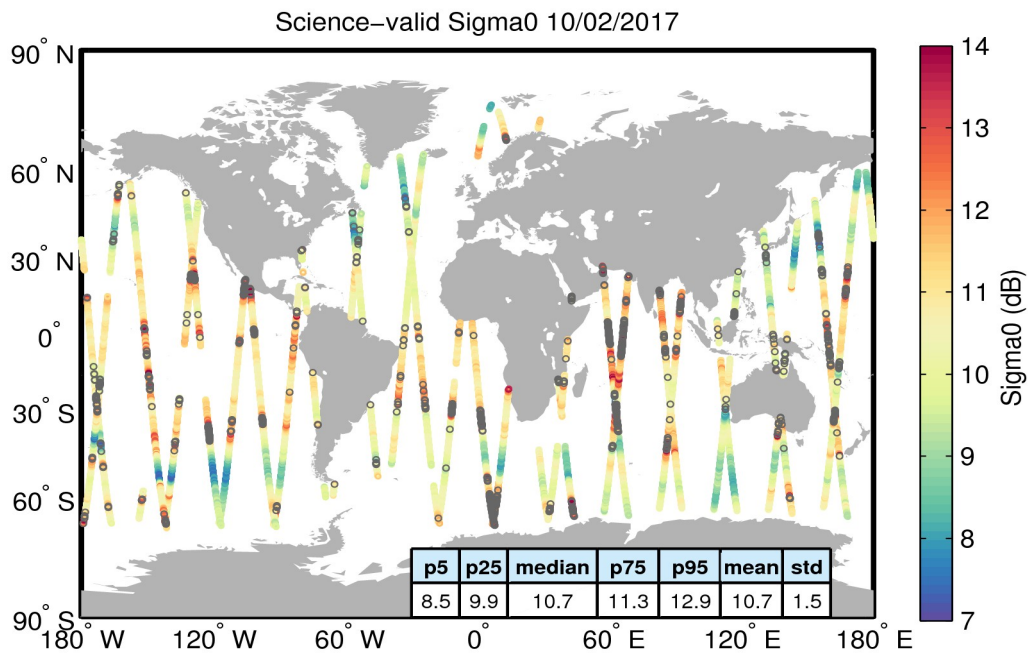 Science−valid Sigma0 10/02/2017
90° N
60° N
30° N
0°
30° S
60° S
90° S
180° W
120° W
60° W
0°
60° E
120° E
180° E
14
13
12
11
10
9
8
7
Sigma0 (dB)
p5 p25 median p75 p95 mean std
8.5 9.9 10.7 11.3 12.9 10.7 1.5